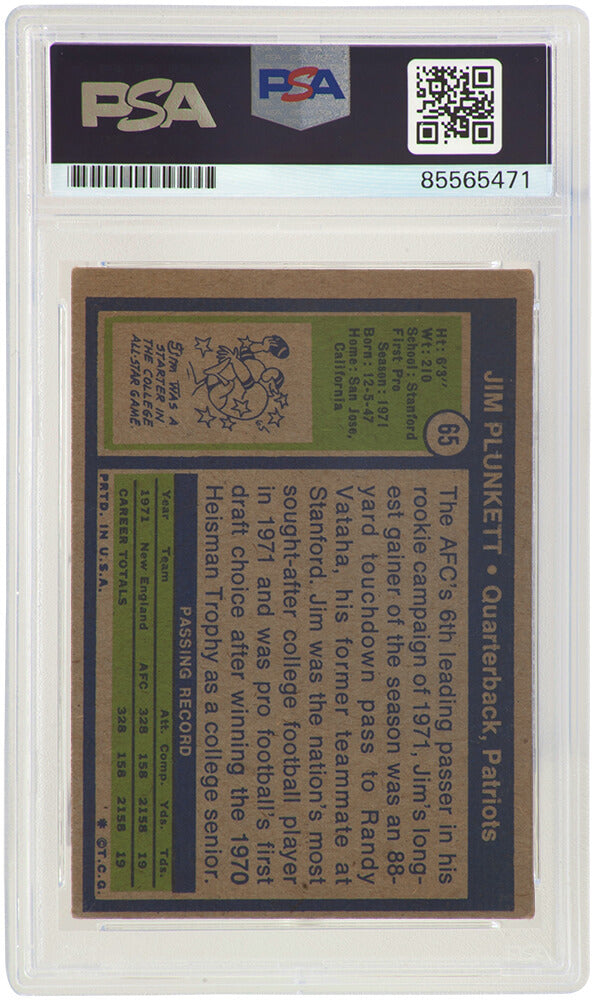 PSA
PSA
85565471
JIM PLUNKETT • Quarterback, Patriots
65
Ht: 6'3"
Wt: 210
School: Stanford
First Pro
Season: 1971
Born: 12-5-47
Home: San Jose,
California
JIM WAS A
STARTER IN
THE COLLEGE
ALL-STAR GAME.
The AFC's 6th leading passer in his
rookie campaign of 1971, Jim's long-
est gainer of the season was an 88-
yard touchdown pass to Randy
Vataha, his former teammate at
Stanford. Jim was the nation's most
sought-after college football player
in 1971 and was pro football's first
draft choice after winning the 1970
Heisman Trophy as a college senior.
PASSING RECORD
Year Team Att. Comp. Yds. Tds.
1971 New England AFC 328 158 2158 19
CAREER TOTALS 328 158 2158 19
PRTD. IN U.S.A. * ©T.C.G.